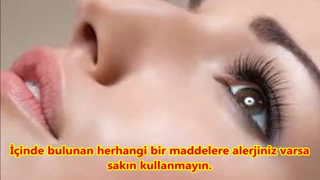 İçinde bulunan herhangi bir maddelere alerjiniz varsa
sakın kullanmayın.